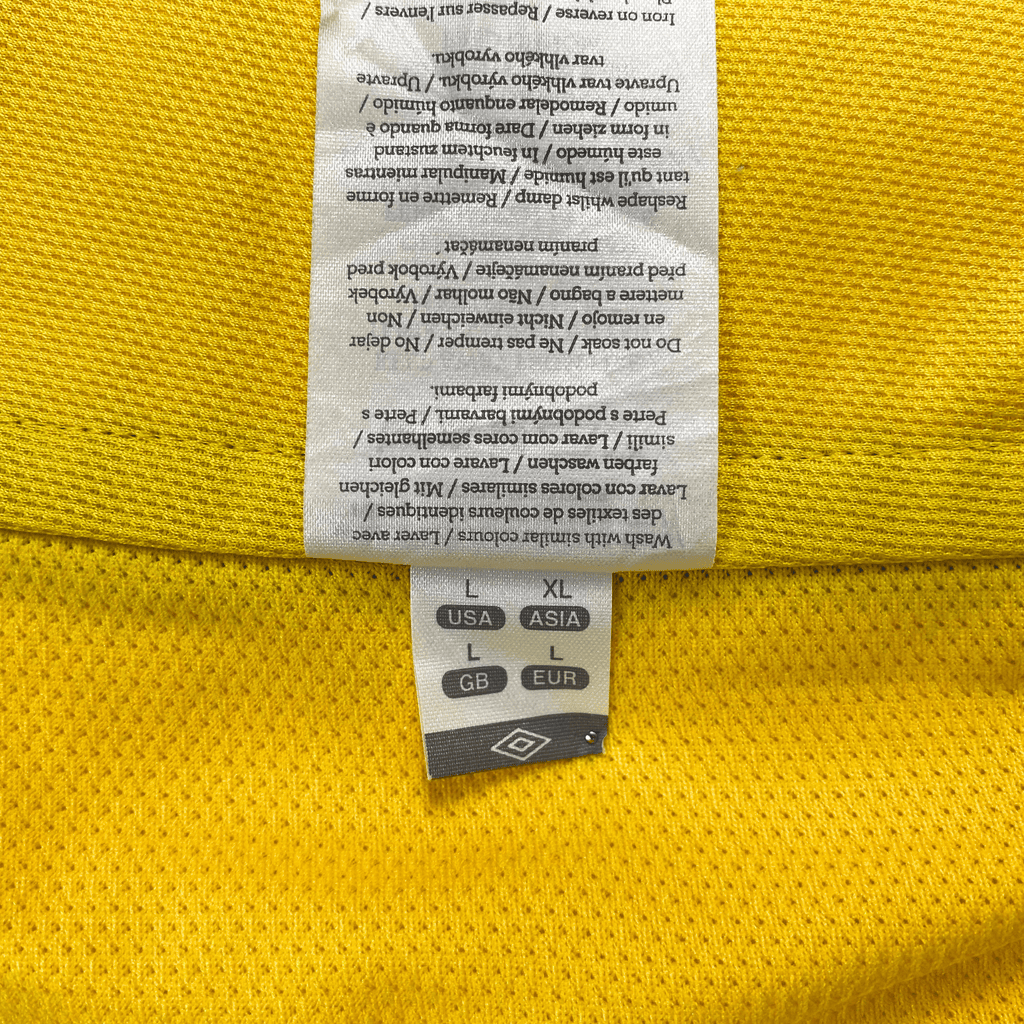 Wash with similar colours / Laver avec
des textiles de couleurs identiques /
Lavar con colores similares / Mit gleichen
farben waschen / Lavare con colori
simili / Lavar com cores semelhantes /
Perte s podobnými barvami. / Perte s
podobnými farbami.
Do not soak / Ne pas tremper / No dejar
en remojo / Nicht einweichen / Non
mettere a bagno / Não molhar / Výrobek
před praním nenamáčejte / Výrobok pred
praním nenamáčat´
Reshape whilst damp / Remettre en forme
tant qu'il est humide / Manipular mientras
este húmedo / In feuchtem zustand
in form ziehen / Dare forma quando è
umido / Remodelar enquanto húmido /
Upravte tvar vlhkého výrobku. / Upravte
tvar vlhkého vyrobku.
Iron on reverse / Repasser sur l'envers /
L XL
USA ASIA
L L
GB EUR